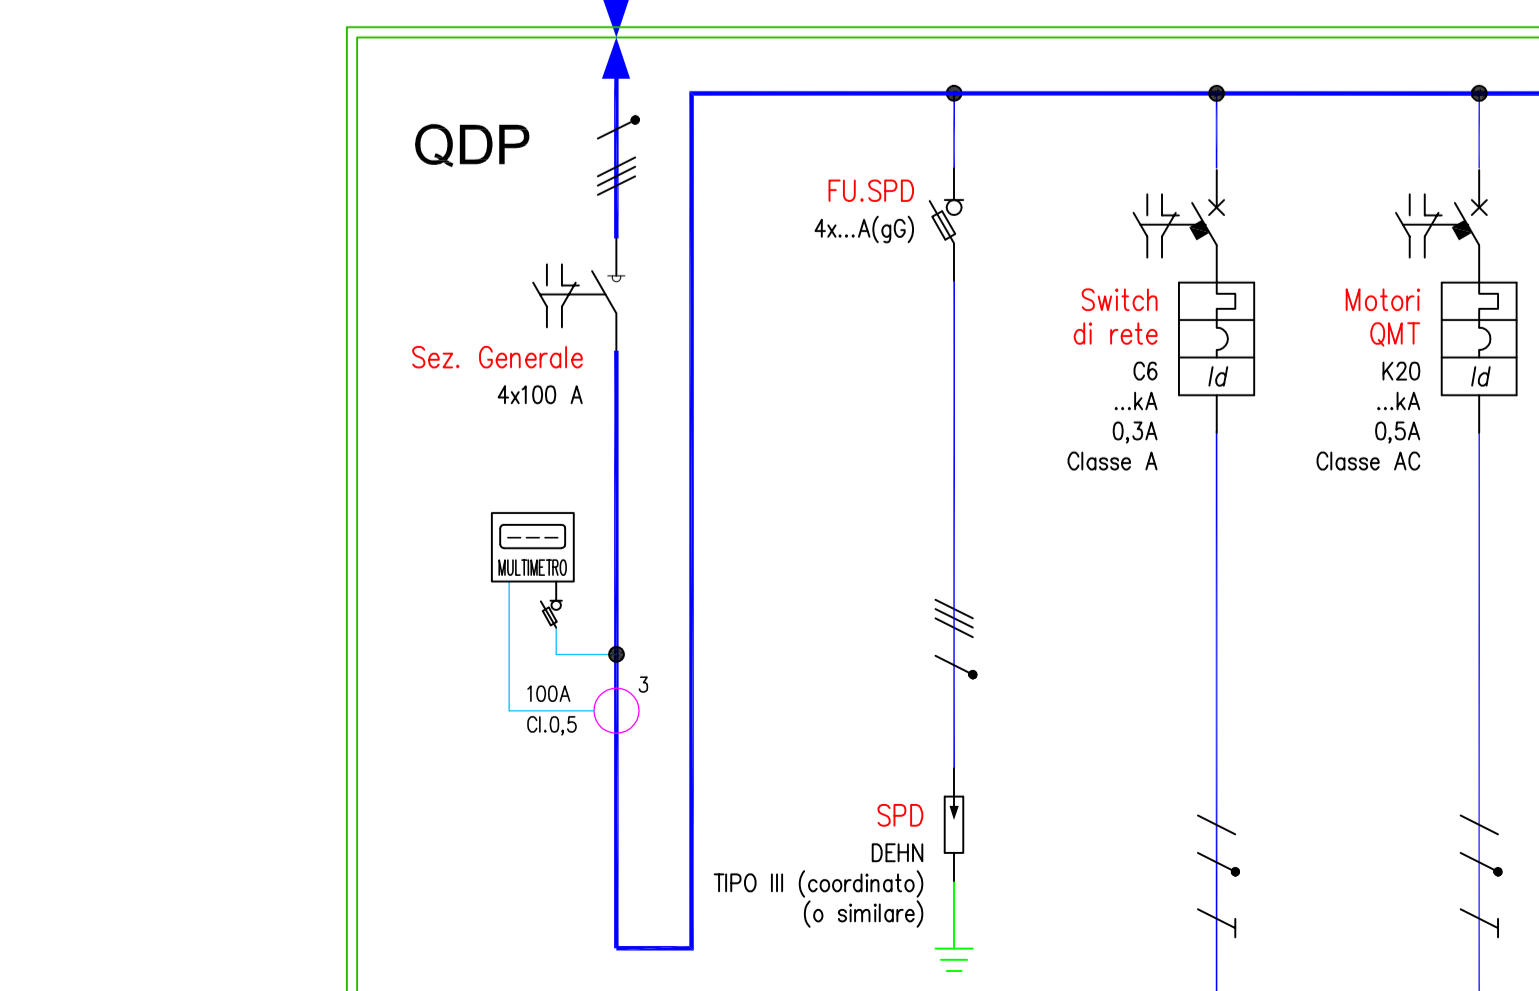 QDP
Sez. Generale
4x100 A
MULTIMETRO
3
100A
Cl.0,5
FU.SPD
4x...A(gG)
SPD
DEHN
TIPO III (coordinato)
(o similare)
Switch
di rete
C6
...kA
0,3A
Classe A
Id
Motori
QMT
K20
...kA
0,5A
Classe AC
Id